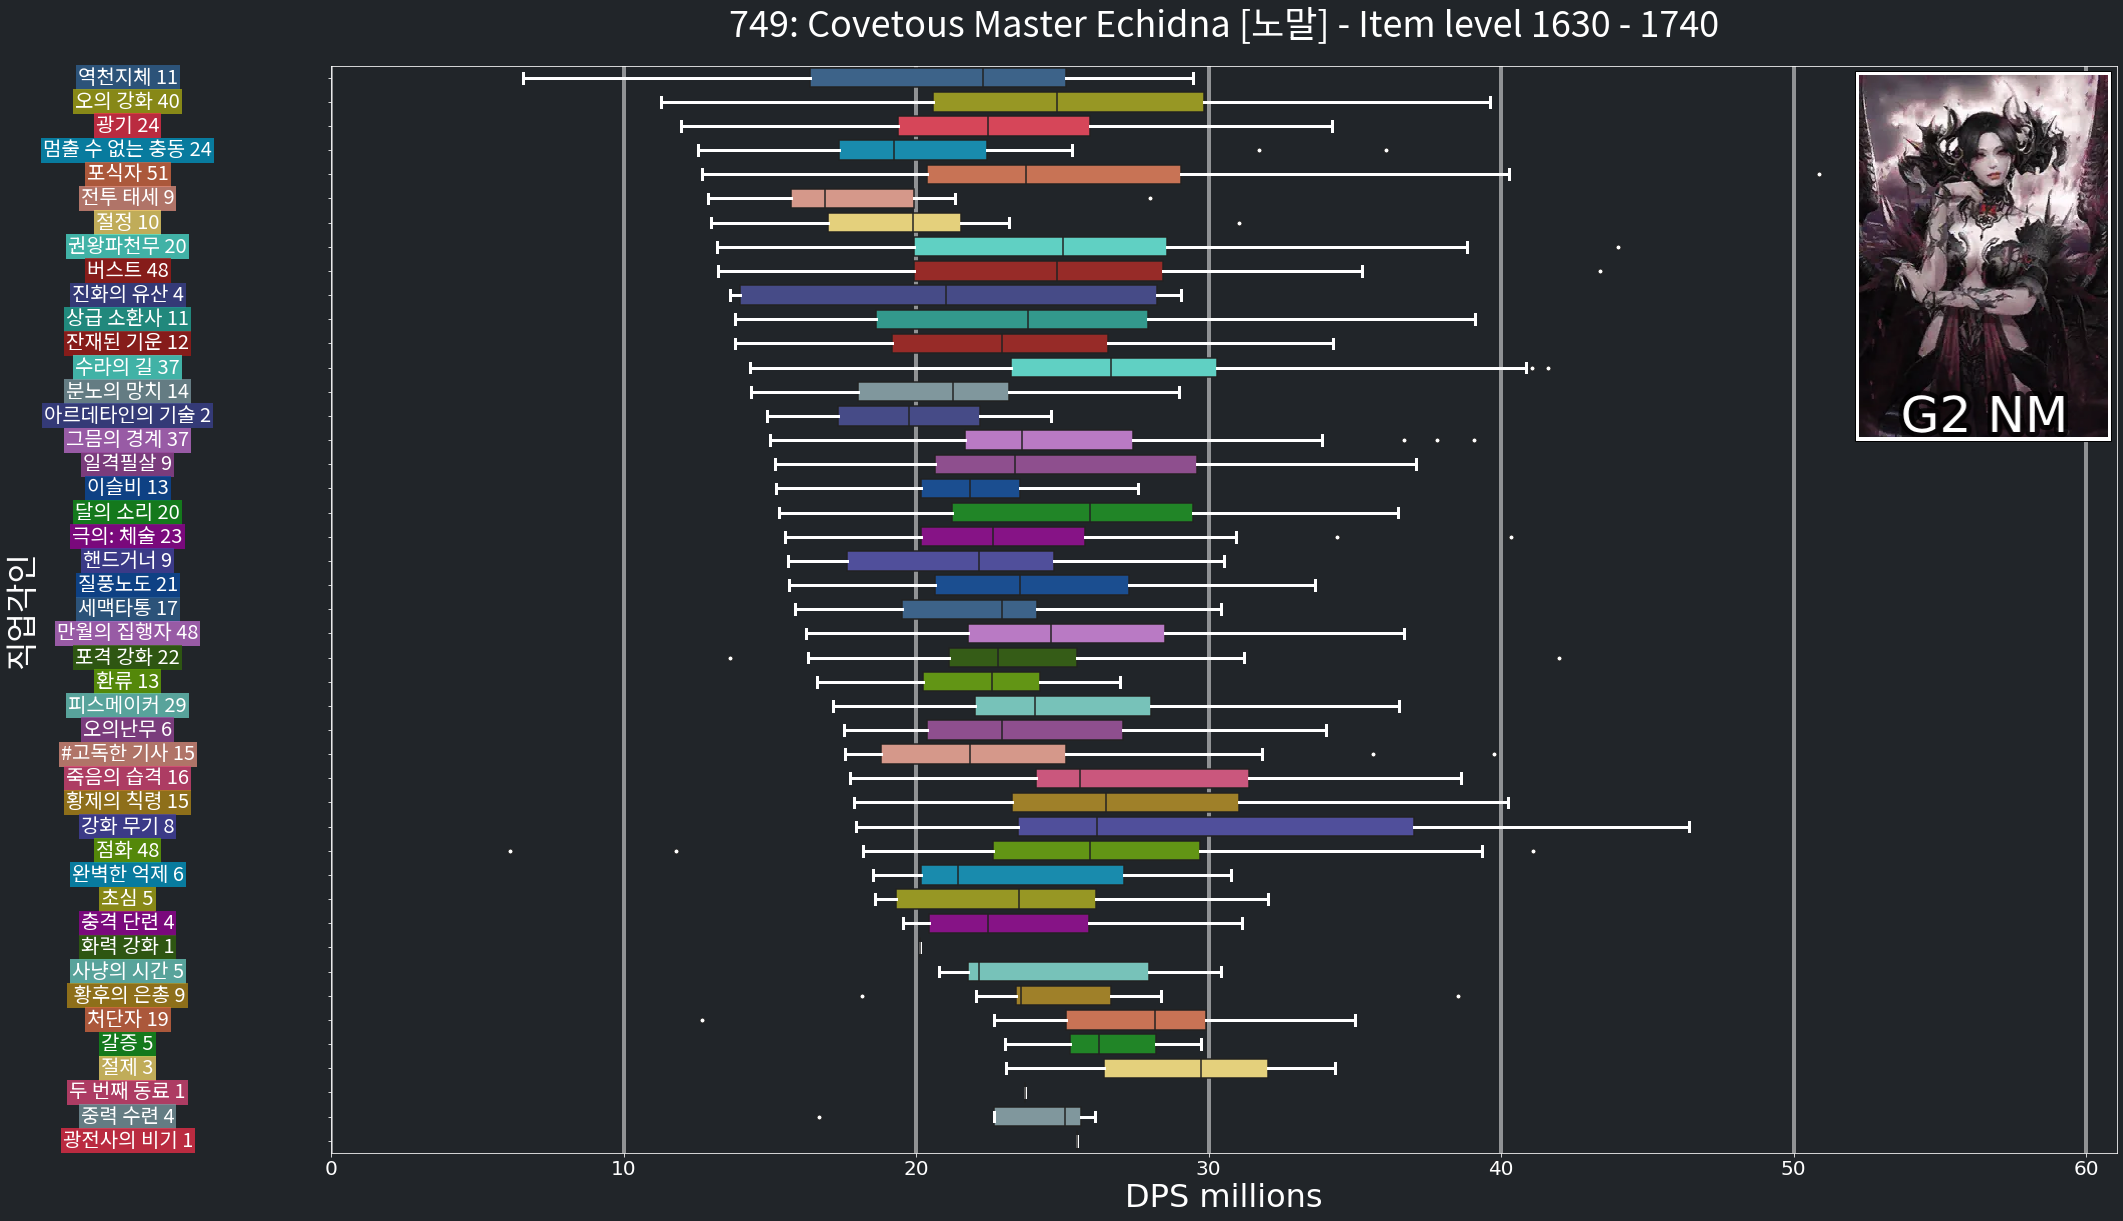 749: Covetous Master Echidna [노말] - Item level 1630 - 1740
역천지체 11
오의 강화 40
광기 24
멈출 수 없는 충동 24
포식자 51
전투 태세 9
절정 10
권왕파천무 20
버스트 48
진화의 유산 4
상급 소환사 11
잔재된 기운 12
수라의 길 37
분노의 망치 14
아르데타인의 기술 2
그믐의 경계 37
일격필살 9
이슬비 13
달의 소리 20
극의: 체술 23
핸드거너 9
질풍노도 21
세맥타통 17
만월의 집행자 48
포격 강화 22
환류 13
피스메이커 29
오의난무 6
#고독한 기사 15
죽음의 습격 16
황제의 칙령 15
강화 무기 8
점화 48
완벽한 억제 6
초심 5
충격 단련 4
화력 강화 1
사냥의 시간 5
황후의 은총 9
처단자 19
갈증 5
절제 3
두 번째 동료 1
중력 수련 4
광전사의 비기 1
직업각인
G2 NM
0 10 20 30 40 50 60
DPS millions